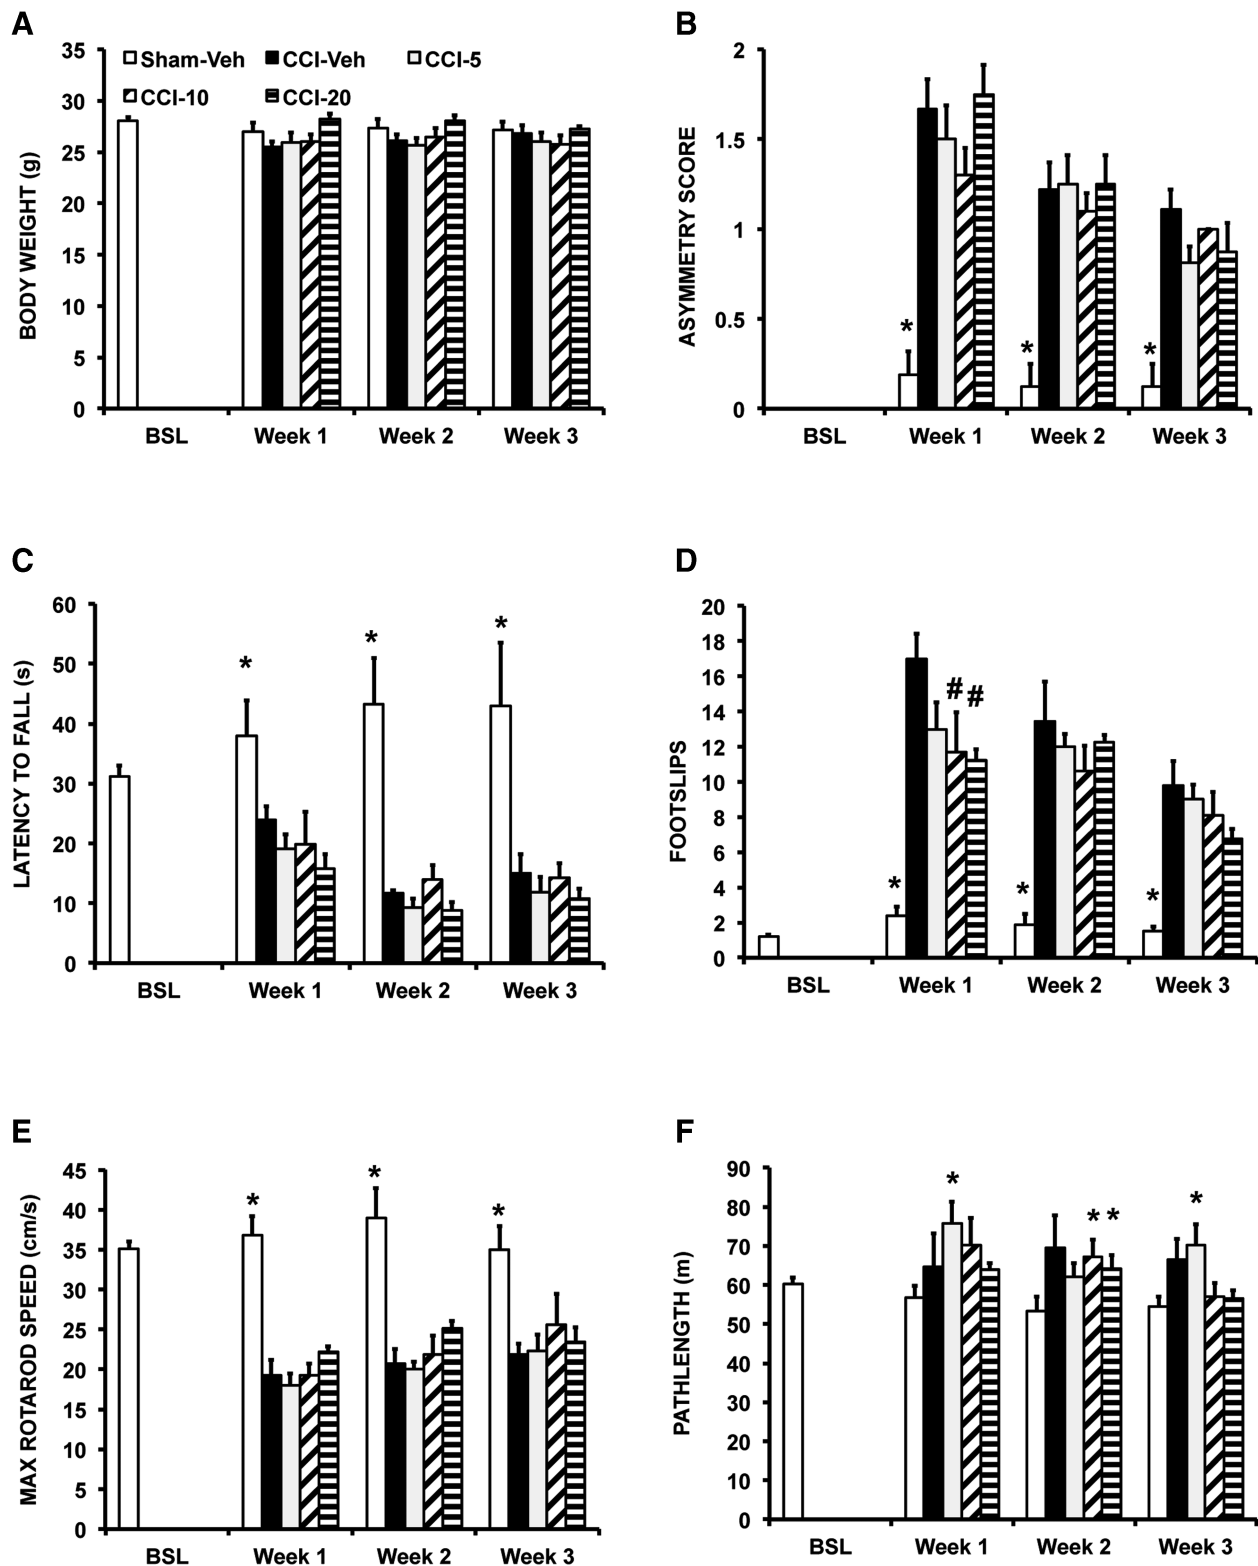 A
BODY WEIGHT (g)
35
30
25
20
15
10
5
0
Sham-Veh CCI-Veh CCI-5
CCI-10 CCI-20
BSL Week 1 Week 2 Week 3
B
ASYMMETRY SCORE
2
1.5
1
0.5
0
* * *
BSL Week 1 Week 2 Week 3
C
LATENCY TO FALL (s)
60
50
40
30
20
10
0
* * *
BSL Week 1 Week 2 Week 3
D
FOOTSLIPS
20
18
16
14
12
10
8
6
4
2
0
* # # * *
BSL Week 1 Week 2 Week 3
E
MAX ROTAROD SPEED (cm/s)
45
40
35
30
25
20
15
10
5
0
* * *
BSL Week 1 Week 2 Week 3
F
PATHLENGTH (m)
90
80
70
60
50
40
30
20
10
0
* * * *
BSL Week 1 Week 2 Week 3